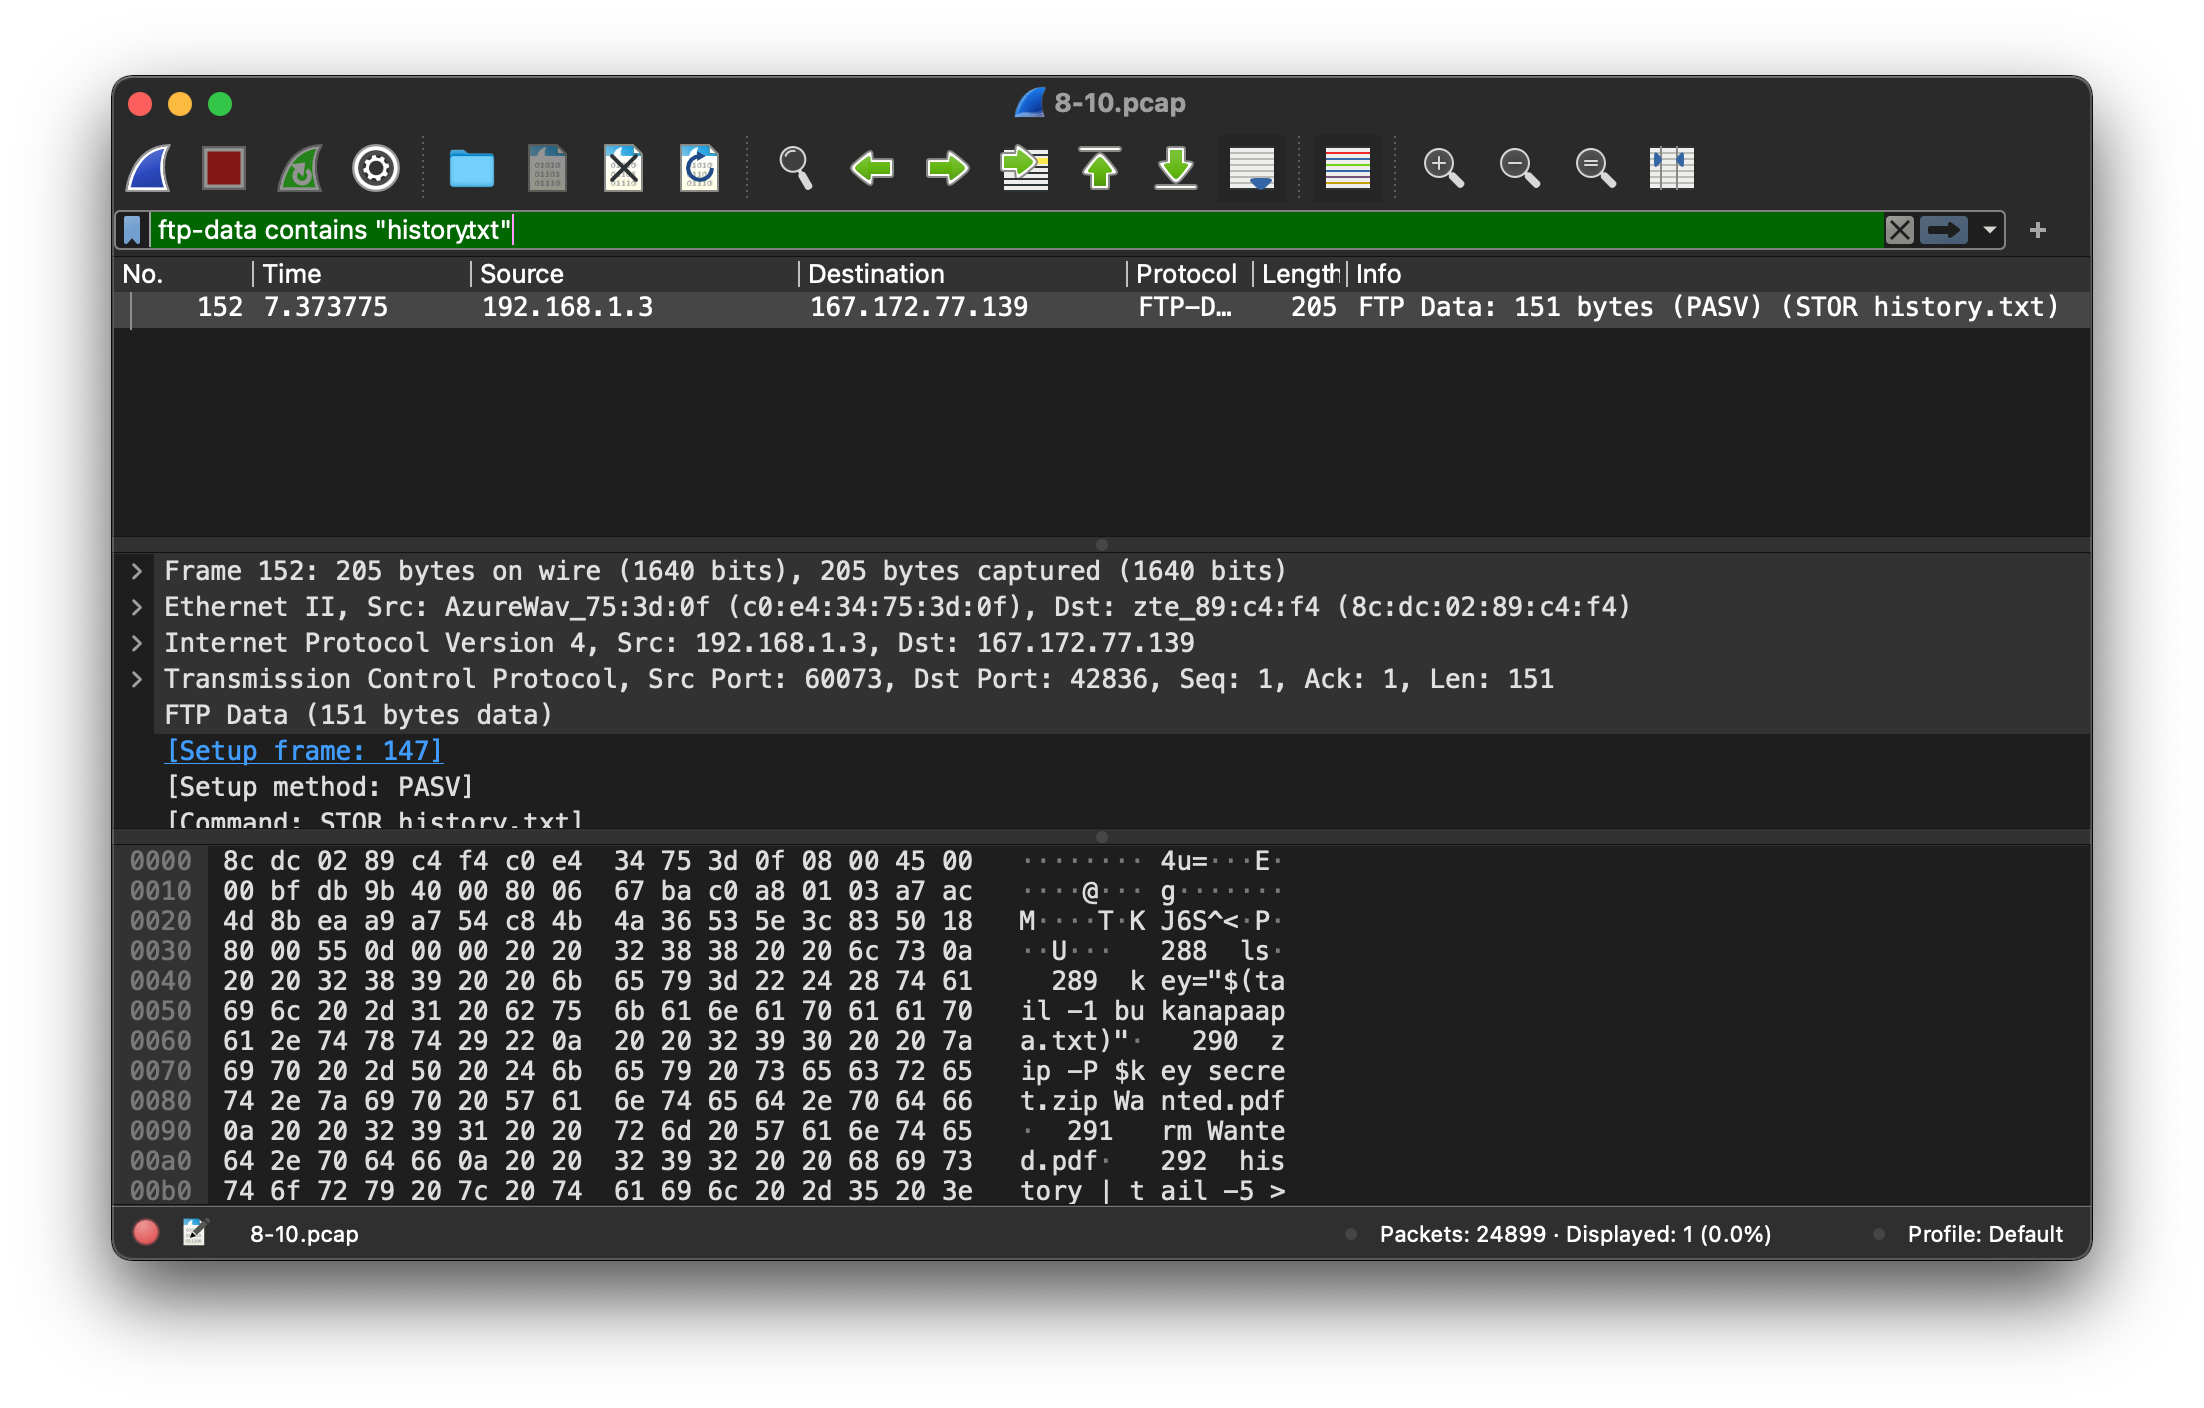 8-10.pcap
ftp-data contains "history.txt"
No. Time Source Destination Protocol Length Info
152 7.373775 192.168.1.3 167.172.77.139 FTP-D… 205 FTP Data: 151 bytes (PASV) (STOR history.txt)
Frame 152: 205 bytes on wire (1640 bits), 205 bytes captured (1640 bits)
Ethernet II, Src: AzureWav_75:3d:0f (c0:e4:34:75:3d:0f), Dst: zte_89:c4:f4 (8c:dc:02:89:c4:f4)
Internet Protocol Version 4, Src: 192.168.1.3, Dst: 167.172.77.139
Transmission Control Protocol, Src Port: 60073, Dst Port: 42836, Seq: 1, Ack: 1, Len: 151
FTP Data (151 bytes data)
[Setup frame: 147]
[Setup method: PASV]
[Command: STOR history.txt]
0000 8c dc 02 89 c4 f4 c0 e4 34 75 3d 0f 08 00 45 00 ········ 4u=···E·
0010 00 bf db 9b 40 00 80 06 67 ba c0 a8 01 03 a7 ac ····@··· g·······
0020 4d 8b ea a9 a7 54 c8 4b 4a 36 53 5e 3c 83 50 18 M····T·K J6S^<·P·
0030 80 00 55 0d 00 00 20 20 32 38 38 20 20 6c 73 0a ··U··· 288 ls·
0040 20 20 32 38 39 20 20 6b 65 79 3d 22 24 28 74 61 289 k ey="$(ta
0050 69 6c 20 2d 31 20 62 75 6b 61 6e 61 70 61 61 70 il -1 bu kanapaap
0060 61 2e 74 78 74 29 22 0a 20 20 32 39 30 20 20 7a a.txt)"· 290 z
0070 69 70 20 2d 50 20 24 6b 65 79 20 73 65 63 72 65 ip -P $k ey secre
0080 74 2e 7a 69 70 20 57 61 6e 74 65 64 2e 70 64 66 t.zip Wa nted.pdf
0090 0a 20 20 32 39 31 20 20 72 6d 20 57 61 6e 74 65 · 291 rm Wante
00a0 64 2e 70 64 66 0a 20 20 32 39 32 20 20 68 69 73 d.pdf· 292 his
00b0 74 6f 72 79 20 7c 20 74 61 69 6c 20 2d 35 20 3e tory | t ail -5 >
8-10.pcap Packets: 24899 · Displayed: 1 (0.0%) Profile: Default